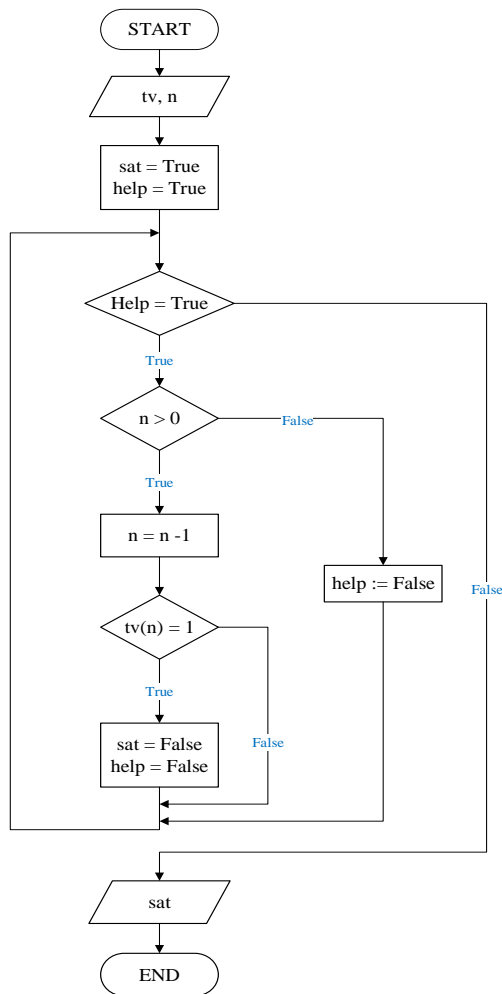 START
tv, n
sat = True
help = True
Help = True
True
n > 0
False
True
n = n -1
help := False
False
tv(n) = 1
True
sat = False
help = False
False
sat
END